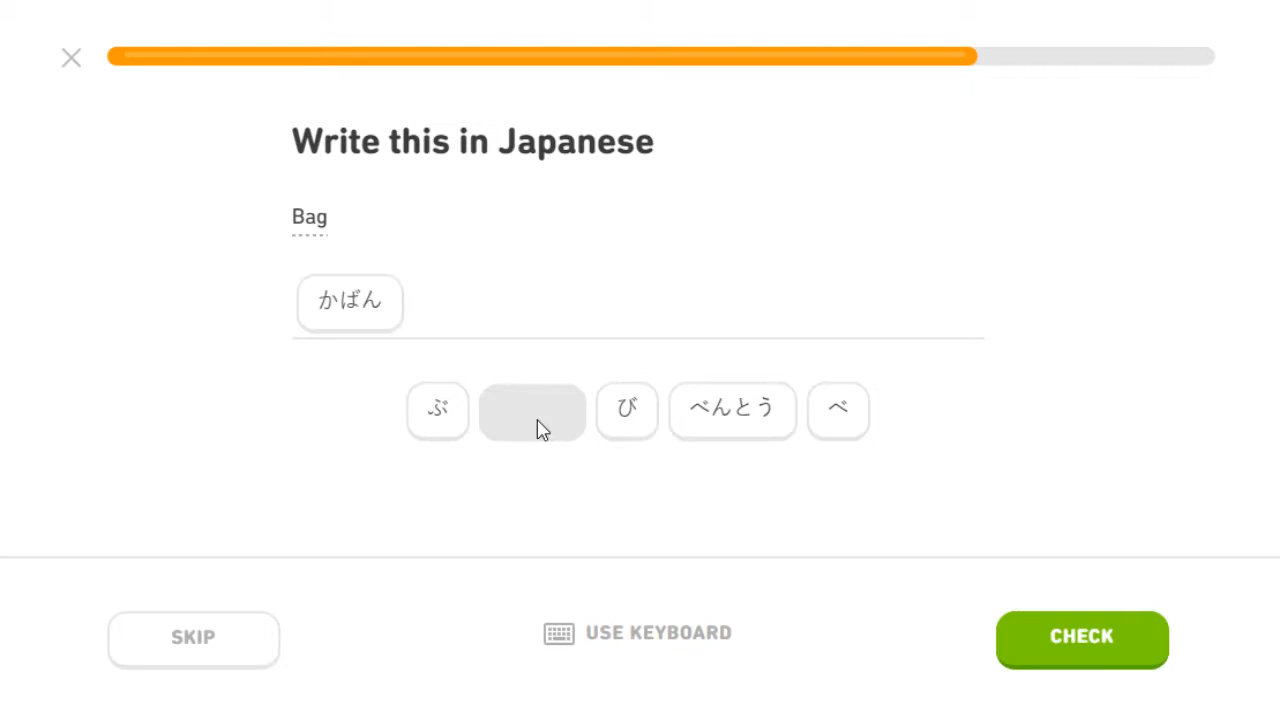 Write this in Japanese
Bag
かばん
ぶ び べんとう べ
SKIP USE KEYBOARD CHECK